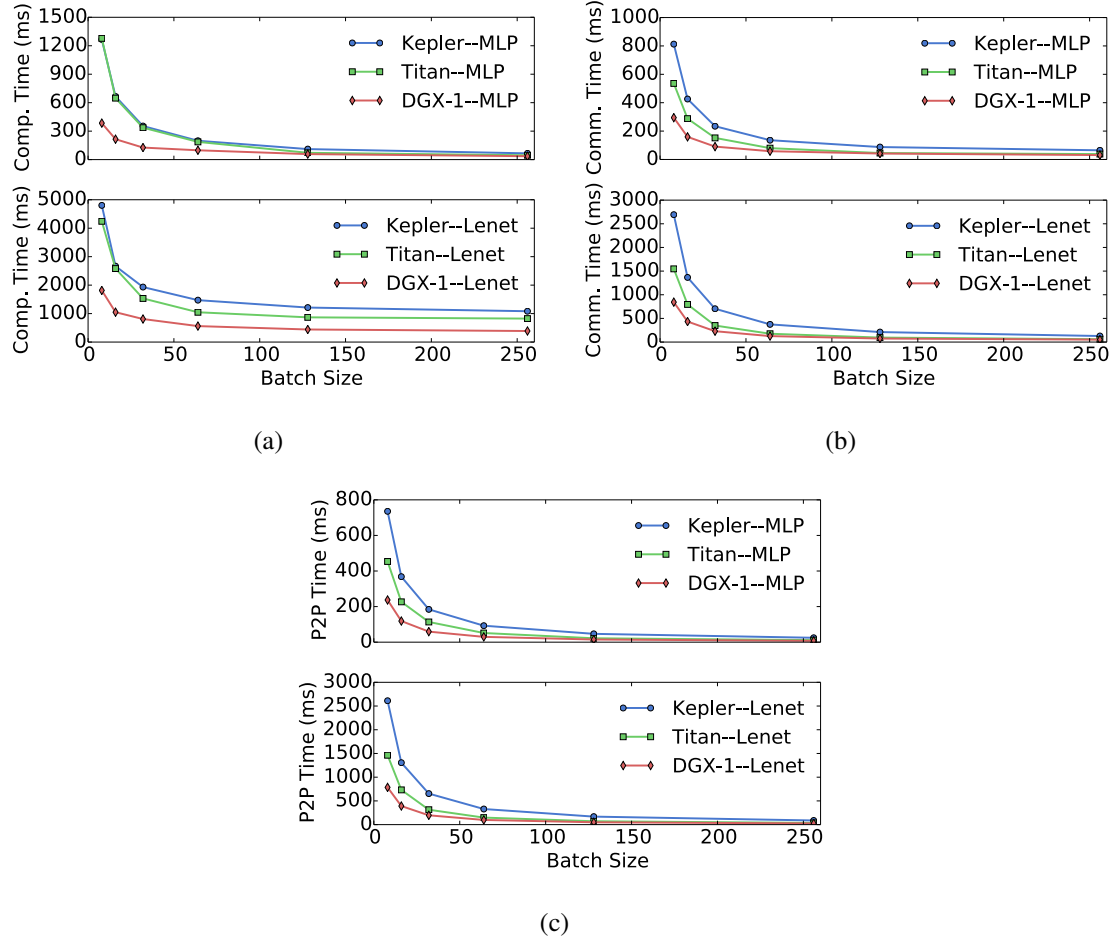 Comp. Time (ms)
1500
1200
900
600
300
0
Kepler--MLP
Titan--MLP
DGX-1--MLP
Comp. Time (ms)
5000
4000
3000
2000
1000
0
Kepler--Lenet
Titan--Lenet
DGX-1--Lenet
0 50 100 150 200 250
Batch Size
(a)
Comm. Time (ms)
1000
800
600
400
200
0
Kepler--MLP
Titan--MLP
DGX-1--MLP
Comm. Time (ms)
3000
2500
2000
1500
1000
500
0
Kepler--Lenet
Titan--Lenet
DGX-1--Lenet
0 50 100 150 200 250
Batch Size
(b)
P2P Time (ms)
800
600
400
200
0
Kepler--MLP
Titan--MLP
DGX-1--MLP
P2P Time (ms)
3000
2500
2000
1500
1000
500
0
Kepler--Lenet
Titan--Lenet
DGX-1--Lenet
0 50 100 150 200 250
Batch Size
(c)